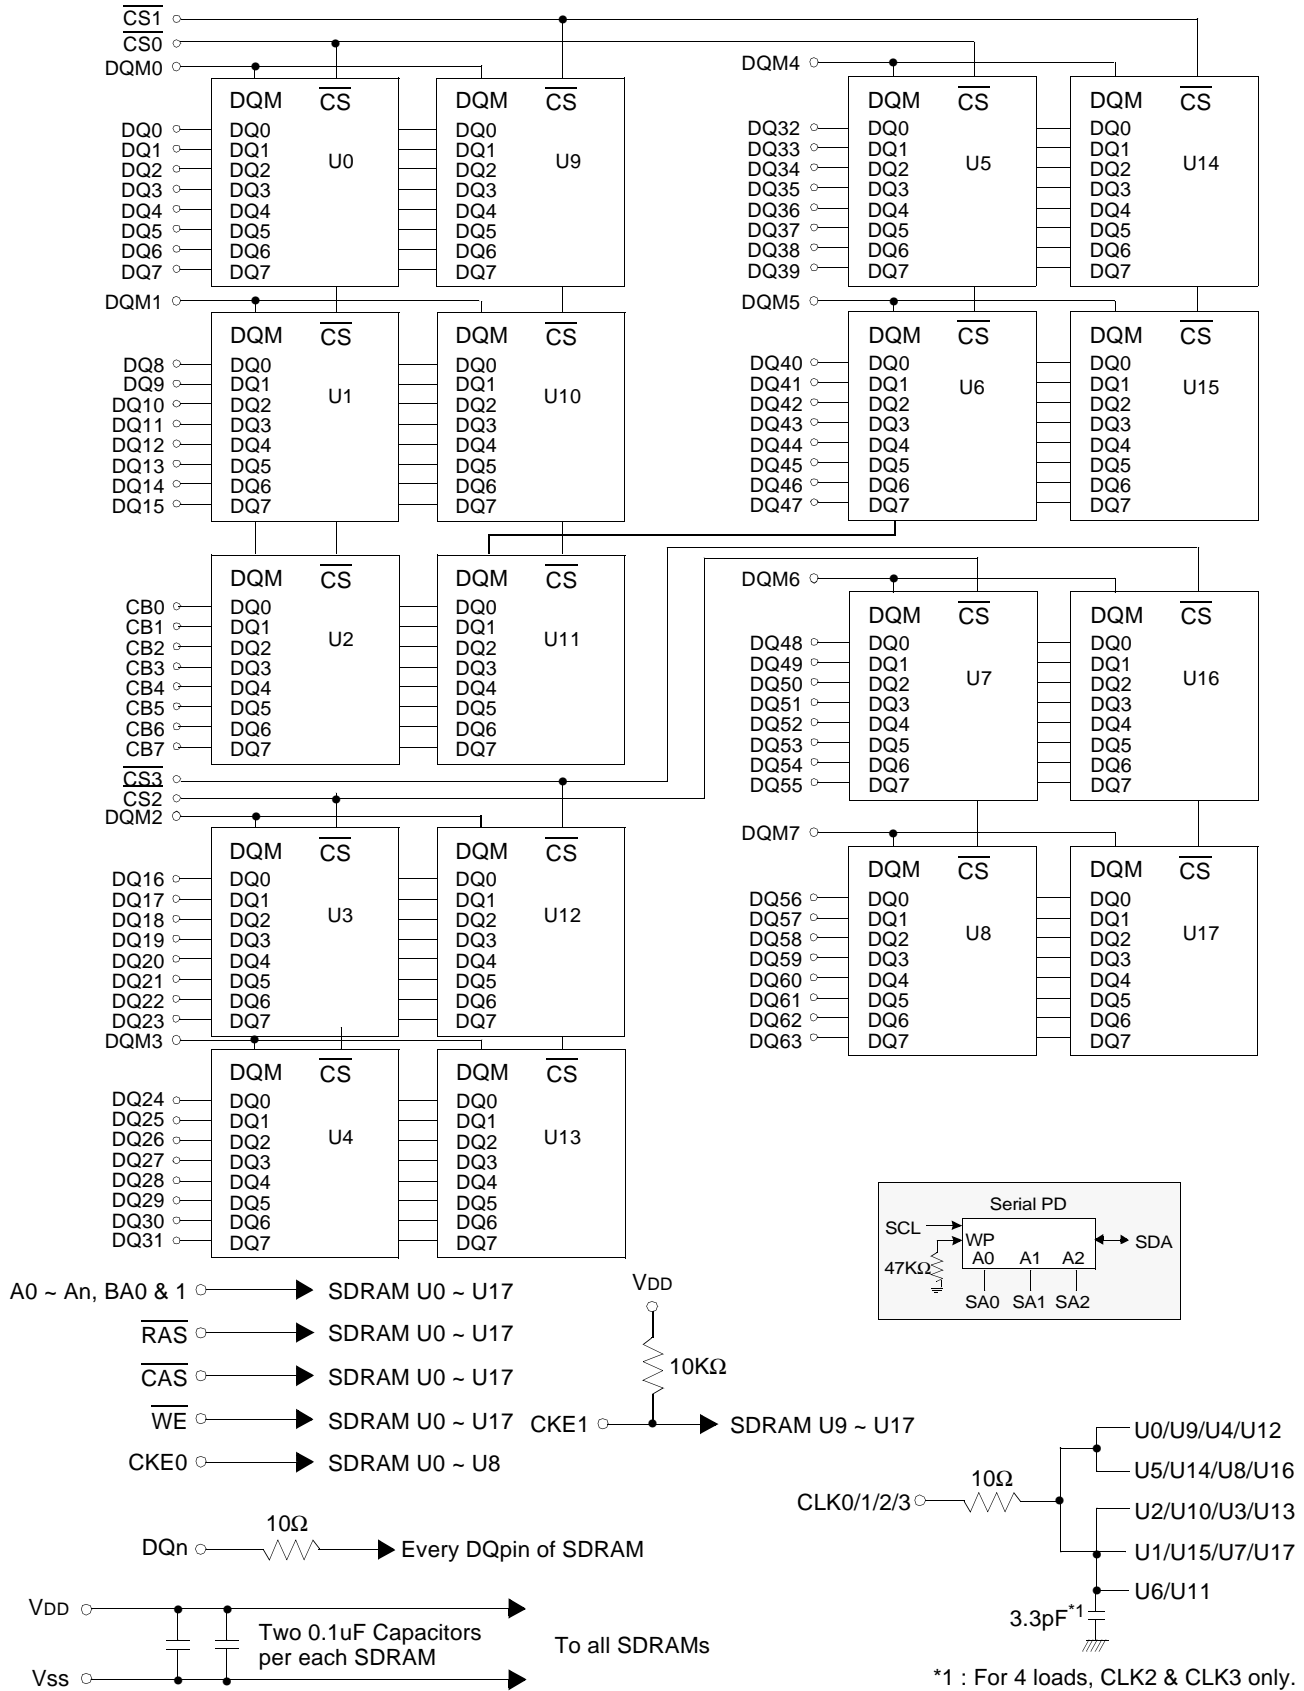 CS1
CS0
DQM0
DQM CS
DQ0 DQ0
DQ1 DQ1
DQ2 DQ2
DQ3 DQ3
DQ4 DQ4
DQ5 DQ5
DQ6 DQ6
DQ7 DQ7
U0
DQM CS
DQ0
DQ1
DQ2
DQ3
DQ4
DQ5
DQ6
DQ7
U9
DQM1
DQM CS
DQ8 DQ0
DQ9 DQ1
DQ10 DQ2
DQ11 DQ3
DQ12 DQ4
DQ13 DQ5
DQ14 DQ6
DQ15 DQ7
U1
DQM CS
DQ0
DQ1
DQ2
DQ3
DQ4
DQ5
DQ6
DQ7
U10
DQM CS
CB0 DQ0
CB1 DQ1
CB2 DQ2
CB3 DQ3
CB4 DQ4
CB5 DQ5
CB6 DQ6
CB7 DQ7
U2
DQM CS
DQ0
DQ1
DQ2
DQ3
DQ4
DQ5
DQ6
DQ7
U11
CS3
CS2
DQM2
DQM CS
DQ16 DQ0
DQ17 DQ1
DQ18 DQ2
DQ19 DQ3
DQ20 DQ4
DQ21 DQ5
DQ22 DQ6
DQ23 DQ7
U3
DQM CS
DQ0
DQ1
DQ2
DQ3
DQ4
DQ5
DQ6
DQ7
U12
DQM3
DQM CS
DQ24 DQ0
DQ25 DQ1
DQ26 DQ2
DQ27 DQ3
DQ28 DQ4
DQ29 DQ5
DQ30 DQ6
DQ31 DQ7
U4
DQM CS
DQ0
DQ1
DQ2
DQ3
DQ4
DQ5
DQ6
DQ7
U13
DQM4
DQM CS
DQ32 DQ0
DQ33 DQ1
DQ34 DQ2
DQ35 DQ3
DQ36 DQ4
DQ37 DQ5
DQ38 DQ6
DQ39 DQ7
U5
DQM CS
DQ0
DQ1
DQ2
DQ3
DQ4
DQ5
DQ6
DQ7
U14
DQM5
DQM CS
DQ40 DQ0
DQ41 DQ1
DQ42 DQ2
DQ43 DQ3
DQ44 DQ4
DQ45 DQ5
DQ46 DQ6
DQ47 DQ7
U6
DQM CS
DQ0
DQ1
DQ2
DQ3
DQ4
DQ5
DQ6
DQ7
U15
DQM6
DQM CS
DQ48 DQ0
DQ49 DQ1
DQ50 DQ2
DQ51 DQ3
DQ52 DQ4
DQ53 DQ5
DQ54 DQ6
DQ55 DQ7
U7
DQM CS
DQ0
DQ1
DQ2
DQ3
DQ4
DQ5
DQ6
DQ7
U16
DQM7
DQM CS
DQ56 DQ0
DQ57 DQ1
DQ58 DQ2
DQ59 DQ3
DQ60 DQ4
DQ61 DQ5
DQ62 DQ6
DQ63 DQ7
U8
DQM CS
DQ0
DQ1
DQ2
DQ3
DQ4
DQ5
DQ6
DQ7
U17
Serial PD
SCL
WP
SDA
47KΩ
A0 A1 A2
SA0 SA1 SA2
A0 ~ An, BA0 & 1 SDRAM U0 ~ U17
RAS SDRAM U0 ~ U17
CAS SDRAM U0 ~ U17
WE SDRAM U0 ~ U17
CKE0 SDRAM U0 ~ U8
VDD
10KΩ
CKE1 SDRAM U9 ~ U17
10Ω
DQn Every DQpin of SDRAM
VDD
Two 0.1uF Capacitors
per each SDRAM
To all SDRAMs
Vss
CLK0/1/2/3
10Ω
U0/U9/U4/U12
U5/U14/U8/U16
U2/U10/U3/U13
U1/U15/U7/U17
U6/U11
3.3pF*1
*1 : For 4 loads, CLK2 & CLK3 only.